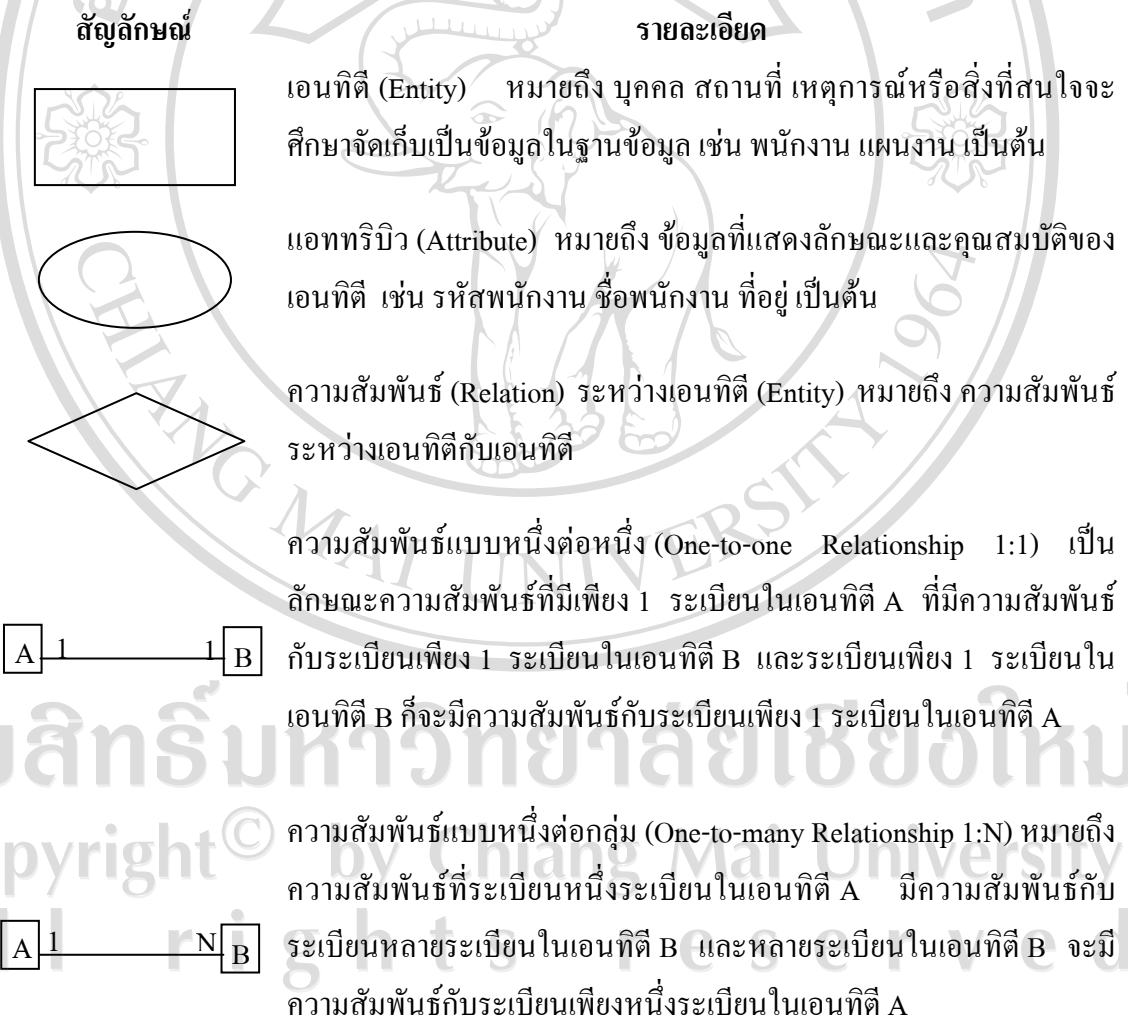 สัญลักษณ์ รายละเอียด
เอนทิตี (Entity) หมายถึง บุคคล สถานที่ เหตุการณ์หรือสิ่งที่สนใจจะ
ศึกษาจัดเก็บเป็นข้อมูลในฐานข้อมูล เช่น พนักงาน แผนงาน เป็นต้น
แอททริบิว (Attribute) หมายถึง ข้อมูลที่แสดงลักษณะและคุณสมบัติของ
เอนทิตี เช่น รหัสพนักงาน ชื่อพนักงาน ที่อยู่ เป็นต้น
ความสัมพันธ์ (Relation) ระหว่างเอนทิตี (Entity) หมายถึง ความสัมพันธ์
ระหว่างเอนทิตีกับเอนทิตี
ความสัมพันธ์แบบหนึ่งต่อหนึ่ง (One-to-one Relationship 1:1) เป็น
ลักษณะความสัมพันธ์ที่มีเพียง 1 ระเบียนในเอนทิตี A ที่มีความสัมพันธ์
A 1 1 B กับระเบียนเพียง 1 ระเบียนในเอนทิตี B และระเบียนเพียง 1 ระเบียนใน
เอนทิตี B ก็จะมีความสัมพันธ์กับระเบียนเพียง 1 ระเบียนในเอนทิตี A
ความสัมพันธ์แบบหนึ่งต่อกลุ่ม (One-to-many Relationship 1:N) หมายถึง
ความสัมพันธ์ที่ระเบียนหนึ่งระเบียนในเอนทิตี A มีความสัมพันธ์กับ
A 1 N B ระเบียนหลายระเบียนในเอนทิตี B และหลายระเบียนในเอนทิตี B จะมี
ความสัมพันธ์กับระเบียนเพียงหนึ่งระเบียนในเอนทิตี A
CHIANG MAI UNIVERSITY 1964
มหาวิทยาลัยเชียงใหม่
© by Chiang Mai University
rights reserved